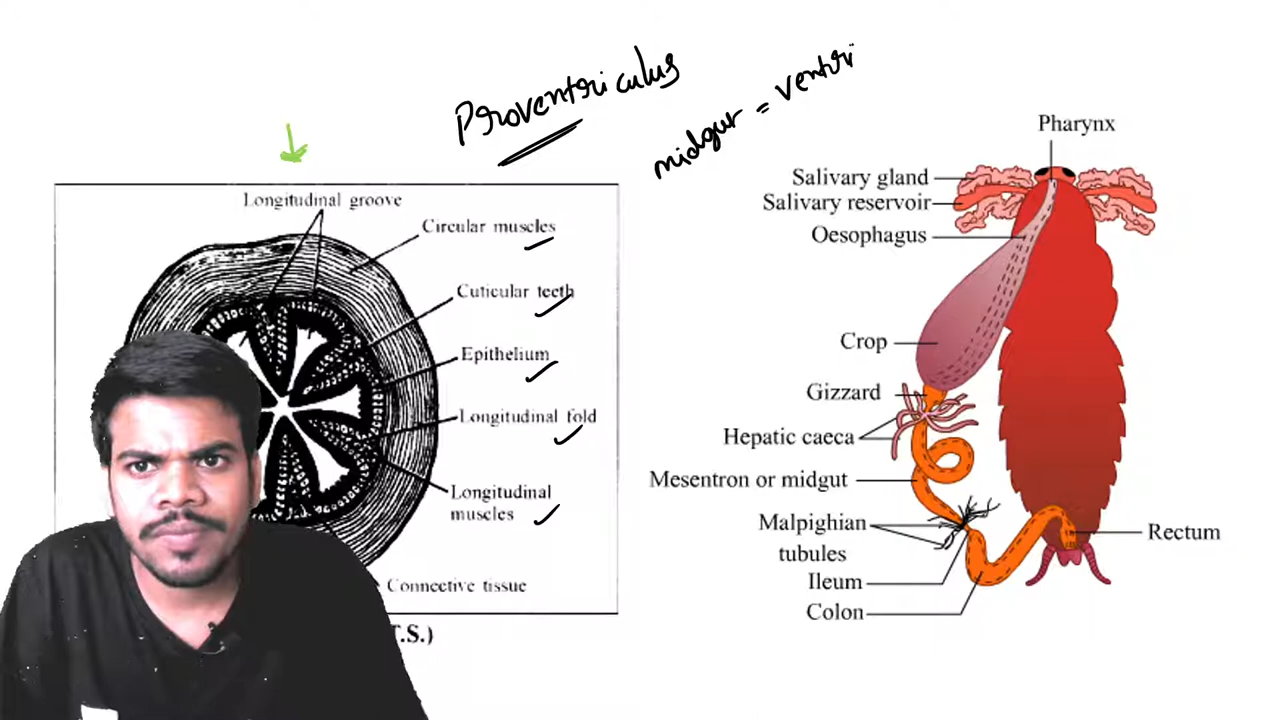 Proventriculus
midgut = ventri
Longitudinal groove
Circular muscles
Cuticular teeth
Epithelium
Longitudinal fold
Longitudinal
muscles
Connective tissue
T.S.)
Pharynx
Salivary gland
Salivary reservoir
Oesophagus
Crop
Gizzard
Hepatic caeca
Mesentron or midgut
Malpighian
tubules
Ileum
Colon
Rectum